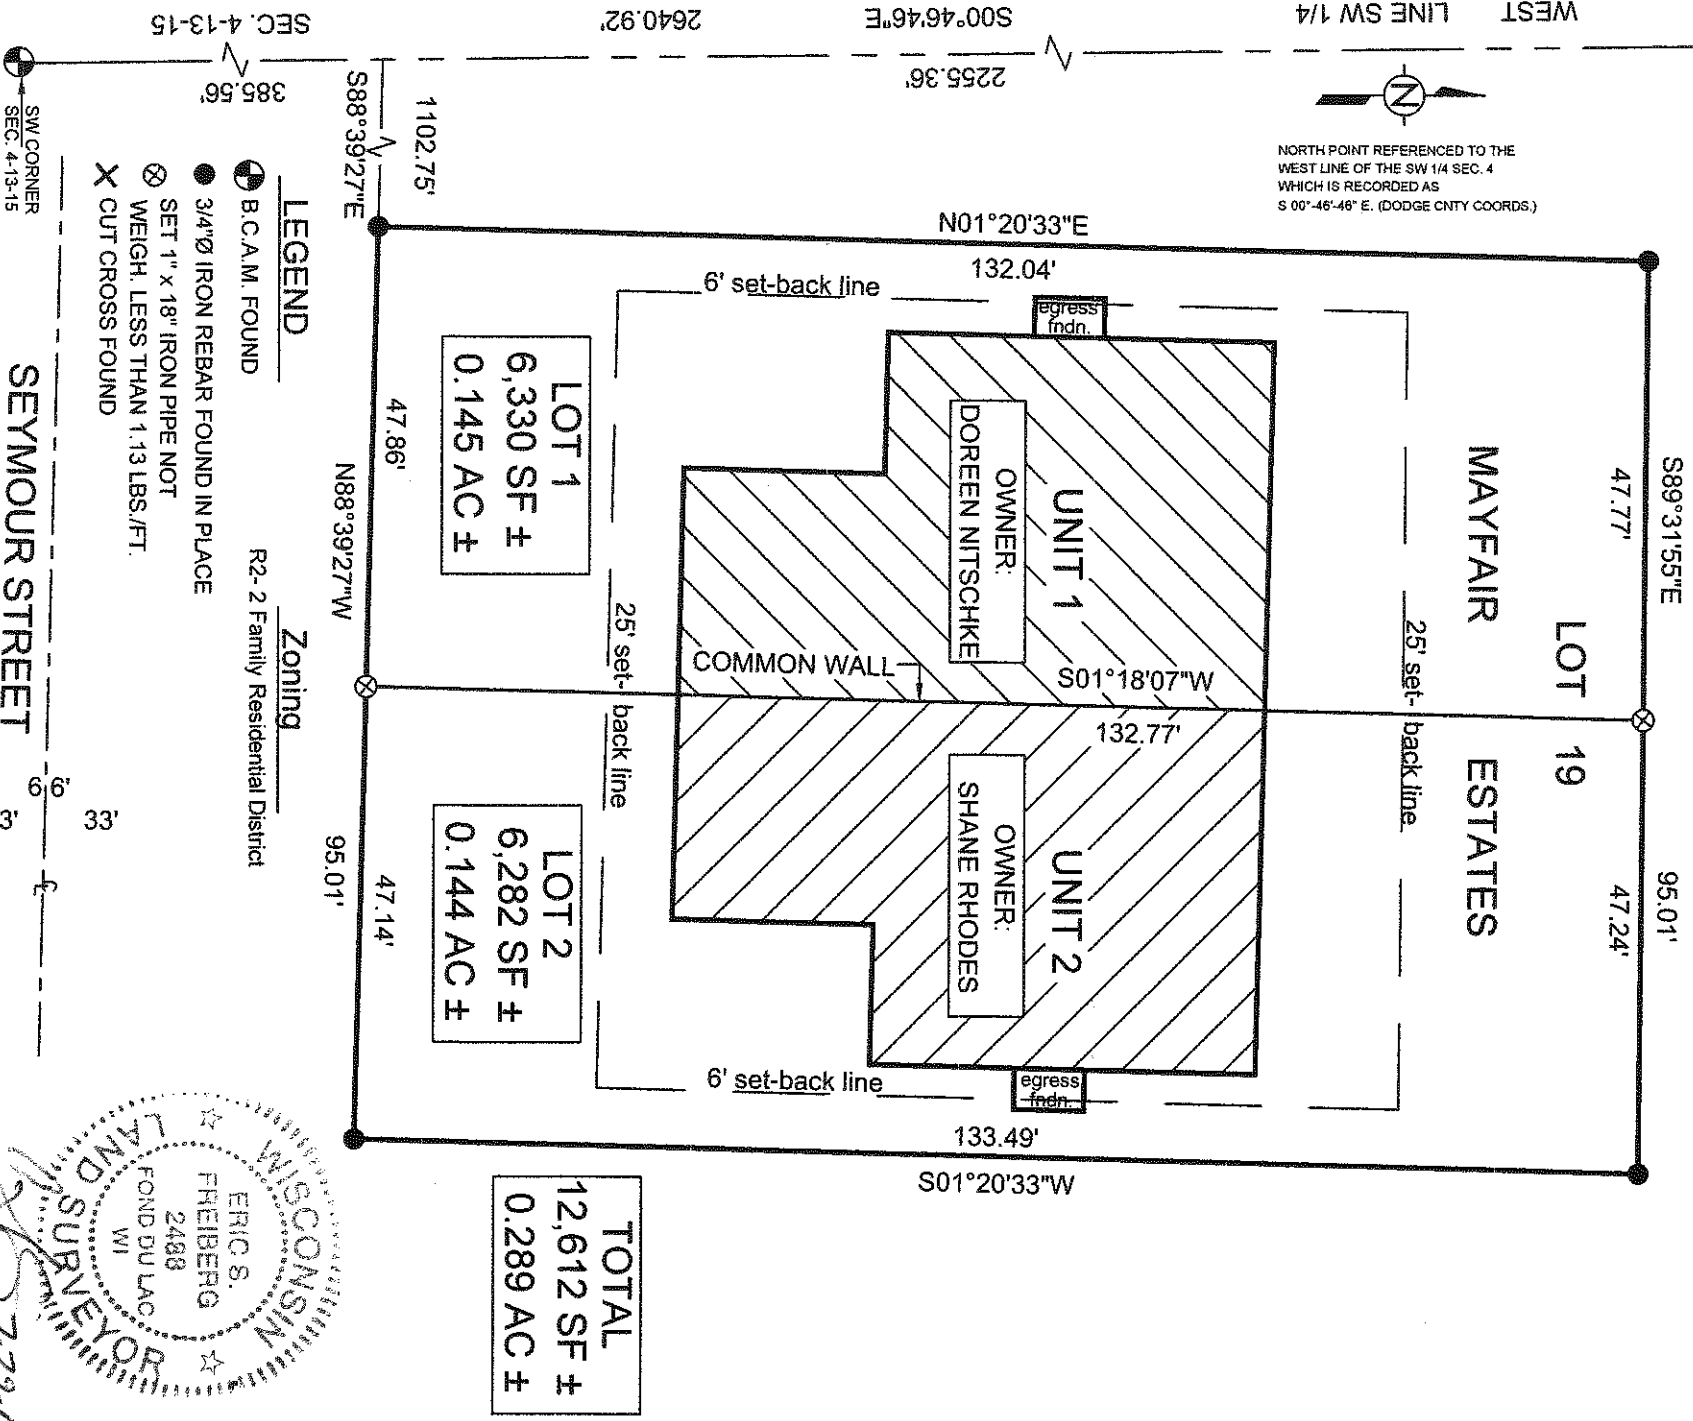 WEST LINE SW 1/4
S00°46'46"E
2640.92'
SEC. 4-13-15
2255.36'
385.56'
SW CORNER
SEC. 4-13-15
N
NORTH POINT REFERENCED TO THE
WEST LINE OF THE SW 1/4 SEC. 4
WHICH IS RECORDED AS
S 00°-46'-46" E. (DODGE CNTY COORDS.)
1102.75'
S88°39'27"E
N01°20'33"E
132.04'
S89°31'55"E
95.01'
47.77'
47.24'
LOT 19
MAYFAIR ESTATES
25' set- back line
6' set-back line
egress
fndn.
UNIT 1
OWNER:
DOREEN NITSCHKE
COMMON WALL
S01°18'07"W
132.77'
UNIT 2
OWNER:
SHANE RHODES
egress
fndn.
6' set-back line
25' set- back line
133.49'
S01°20'33"W
LOT 1
6,330 SF ±
0.145 AC ±
LOT 2
6,282 SF ±
0.144 AC ±
TOTAL
12,612 SF ±
0.289 AC ±
47.86'
47.14'
N88°39'27"W
95.01'
LEGEND
B.C.A.M. FOUND
3/4"Ø IRON REBAR FOUND IN PLACE
SET 1" x 18" IRON PIPE NOT
WEIGH. LESS THAN 1.13 LBS./FT.
CUT CROSS FOUND
Zoning
R2- 2 Family Residential District
SEYMOUR STREET
66'
33'
3'
WISCONSIN
ERIC S.
FREIBERG
2488
FOND DU LAC
WI
LAND SURVEYOR